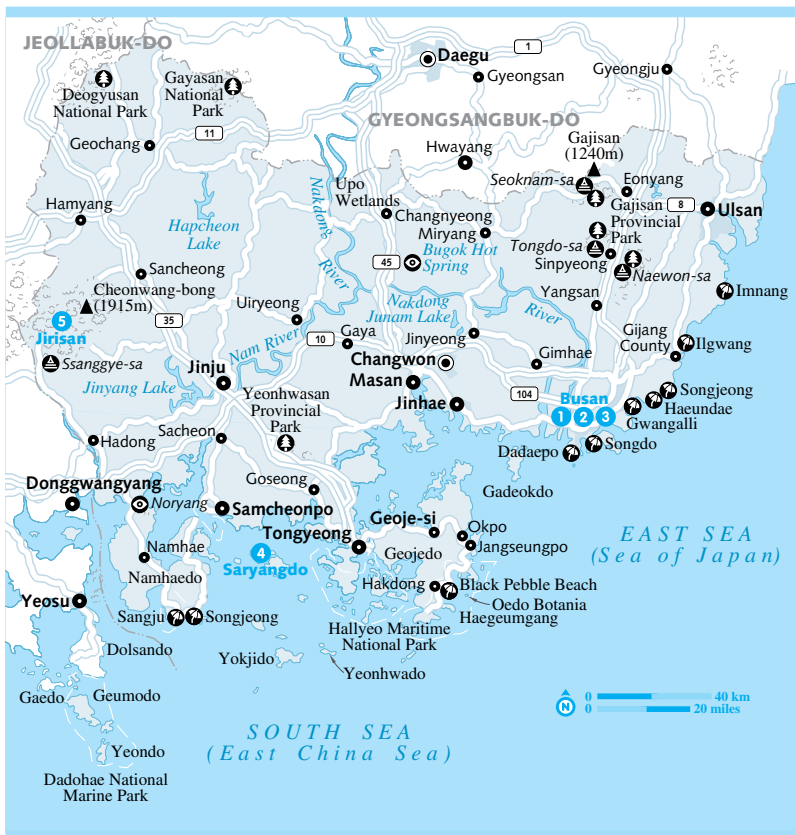 JEOLLABUK-DO
Daegu
1
Gyeongsan
Gyeongju
Deogyusan
National Park
Gayasan
National
Park
11
GYEONGSANGBUK-DO
Geochang
Hwayang
Gajisan
(1240m)
Seoknam-sa
Eonyang
Upo
Wetlands
Nakdong
River
Hamyang
Hapcheon
Lake
Changnyeong
Miryang
Gajisan
Provincial
Park
8
Ulsan
45
Bugok Hot
Spring
Tongdo-sa
Sinpyeong
Naewon-sa
Sancheong
Cheonwang-bong
(1915m)
Imnang
Uiryeong
Nakdong
River
Junam Lake
Yangsan
5
Jirisan
35
Nam River
10
Gaya
Jinyeong
Gijang
County
Ilgwang
Ssanggye-sa
Jinyang Lake
Jinju
Changwon
Gimhae
Masan
Jinhae
104
Busan
1
2
3
Songjeong
Haeundae
Gwangalli
Yeonhwasan
Provincial
Park
Hadong
Sacheon
Dadaepo
Songdo
Donggwangyang
Noryang
Goseong
Gadeokdo
Samcheonpo
Tongyeong
Geoje-si
Okpo
Jangseungpo
EAST SEA
(Sea of Japan)
Namhae
Namhaedo
4
Saryangdo
Geojedo
Hakdong
Black Pebble Beach
Oedo Botania
Haegeumgang
Yeosu
Sangju
Songjeong
Hallyeo Maritime
National Park
Dolsando
Yokjido
Yeonhwado
Gaedo
Geumodo
N
0
40 km
0
20 miles
SOUTH SEA
(East China Sea)
Yeondo
Dadohae National
Marine Park